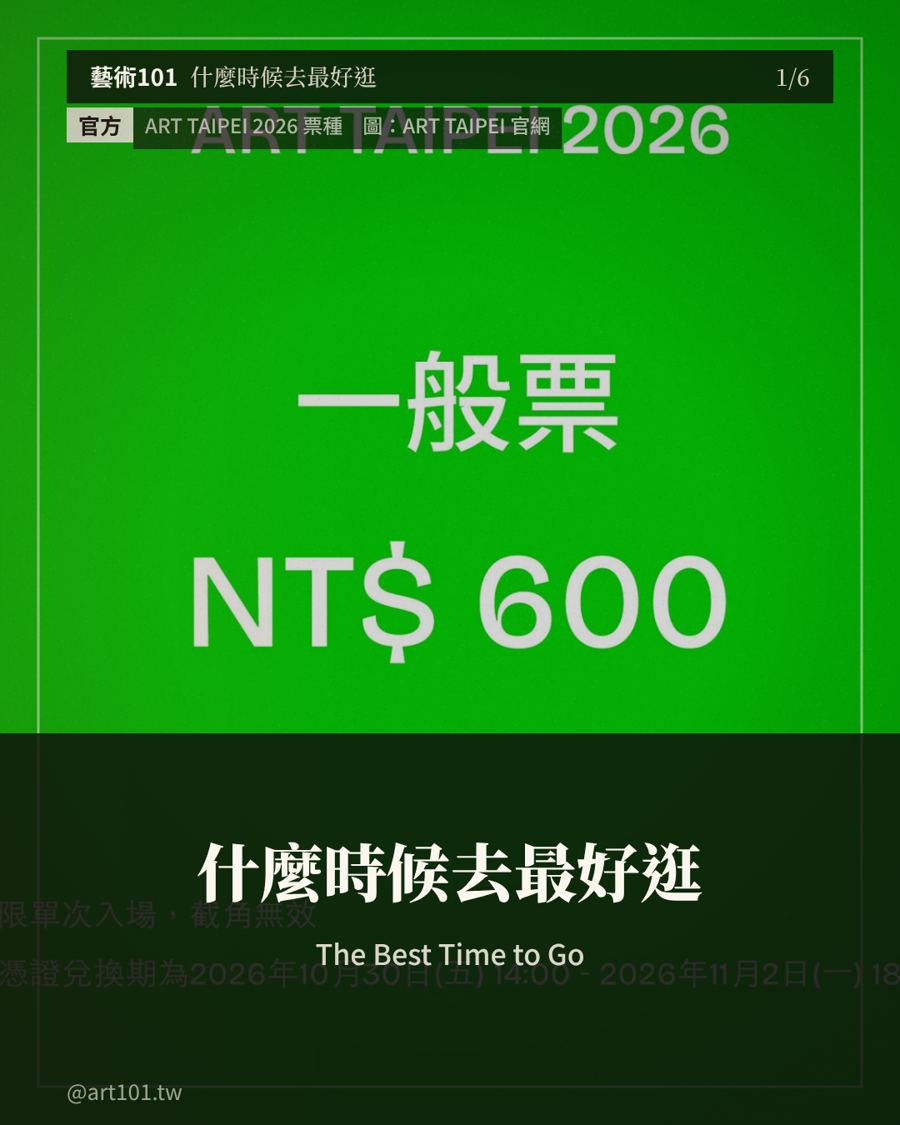 藝術101 什麼時候去最好逛 1/6
官方 ART TAIPEI 2026 票種 圖：ART TAIPEI 官網
ART TAIPEI 2026
一般票
NT$ 600
什麼時候去最好逛
限單次入場，截角無效
The Best Time to Go
憑證兌換期為2026年10月30日(五) 14:00 - 2026年11月2日(一) 18
@art101.tw